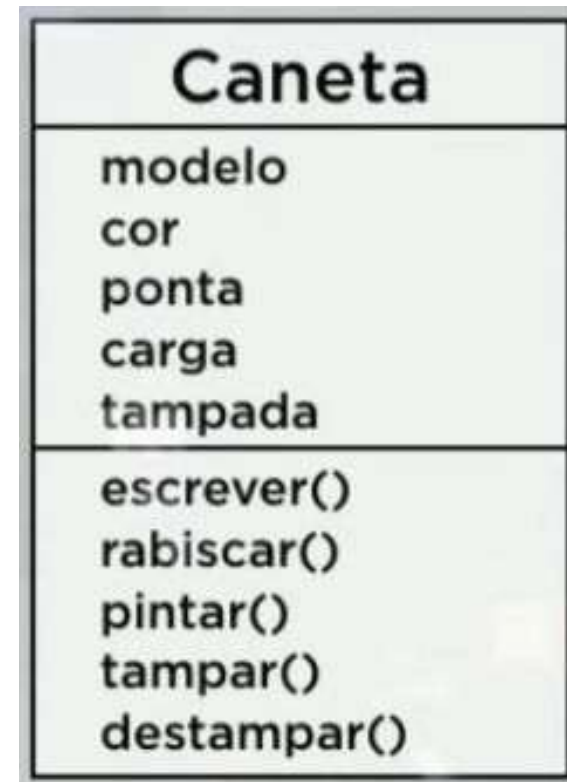 Caneta
modelo
cor
ponta
carga
tampada
escrever()
rabiscar()
pintar()
tampar()
destampar()